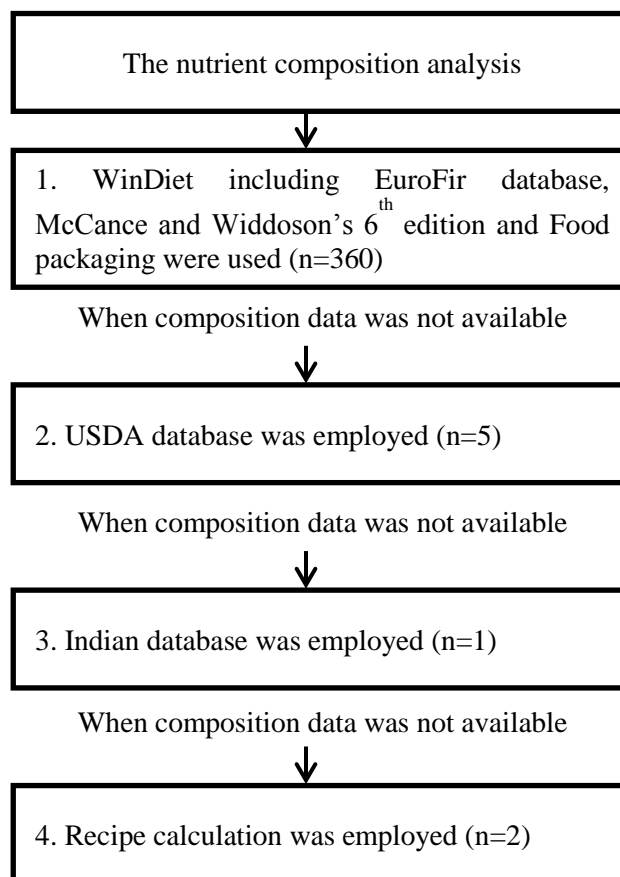 The nutrient composition analysis
1. WinDiet including EuroFir database,
McCance and Widdoson's 6th edition and Food
packaging were used (n=360)
When composition data was not available
2. USDA database was employed (n=5)
When composition data was not available
3. Indian database was employed (n=1)
When composition data was not available
4. Recipe calculation was employed (n=2)